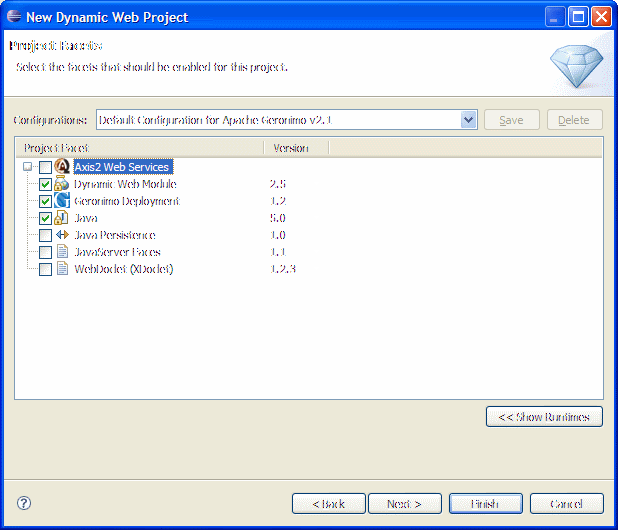 New Dynamic Web Project
Project Facets
Select the facets that should be enabled for this project.
Configurations: Default Configuration for Apache Geronimo v2.1 Save Delete
Project Facet Version
Axis2 Web Services
Dynamic Web Module 2.5
Geronimo Deployment 1.2
Java 5.0
Java Persistence 1.0
JavaServer Faces 1.1
WebDoclet (XDoclet) 1.2.3
<< Show Runtimes
? < Back Next > Finish Cancel